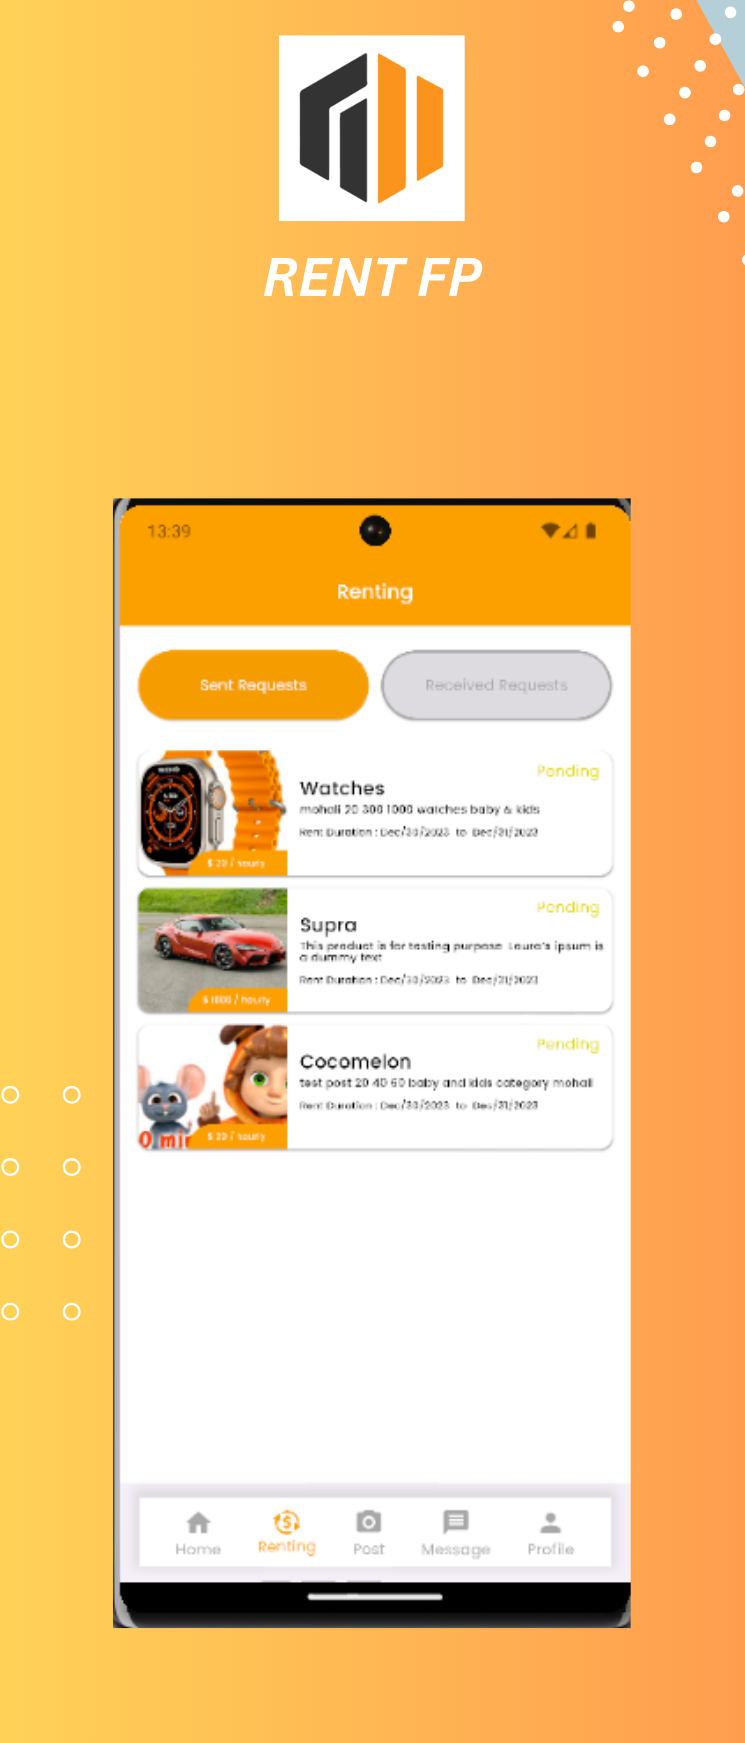 RENT FP
13:39
Renting
Sent Requests
Received Requests
Pending
Watches
mohali 20 300 1000 watches baby & kids
Rent Duration : Dec/30/2023 to Dec/31/2023
$ 20 / hourly
Pending
Supra
This product is for testing purpose. Laura's ipsum is
a dummy text
Rent Duration : Dec/30/2023 to Dec/31/2023
$ 1000 / hourly
Pending
Cocomelon
test post 20 40 60 baby and kids category mohali
Rent Duration : Dec/30/2023 to Dec/31/2023
0 min
$ 20 / hourly
Home
Renting
Post
Message
Profile